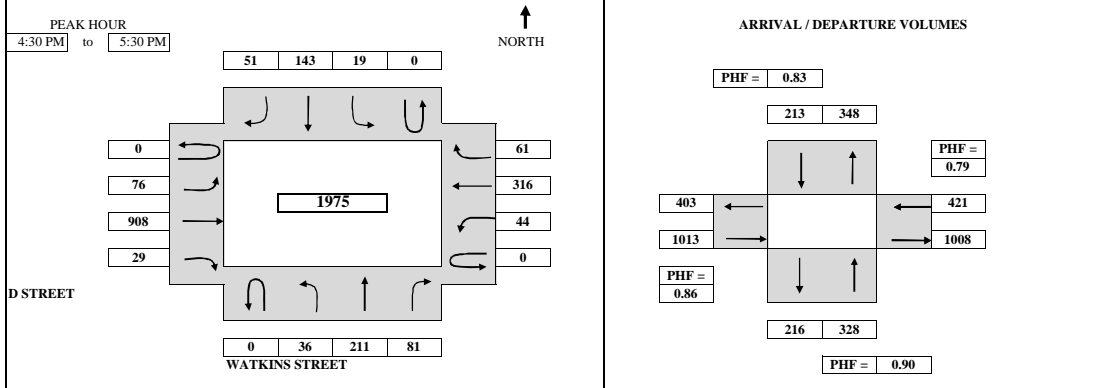 PEAK HOUR
4:30 PM to 5:30 PM
NORTH
51 143 19 0
0 61
76 316
1975
908 44
29 0
D STREET
0 36 211 81
WATKINS STREET
ARRIVAL / DEPARTURE VOLUMES
PHF = 0.83
213 348
PHF =
0.79
403 421
1013 1008
PHF =
0.86
216 328
PHF = 0.90